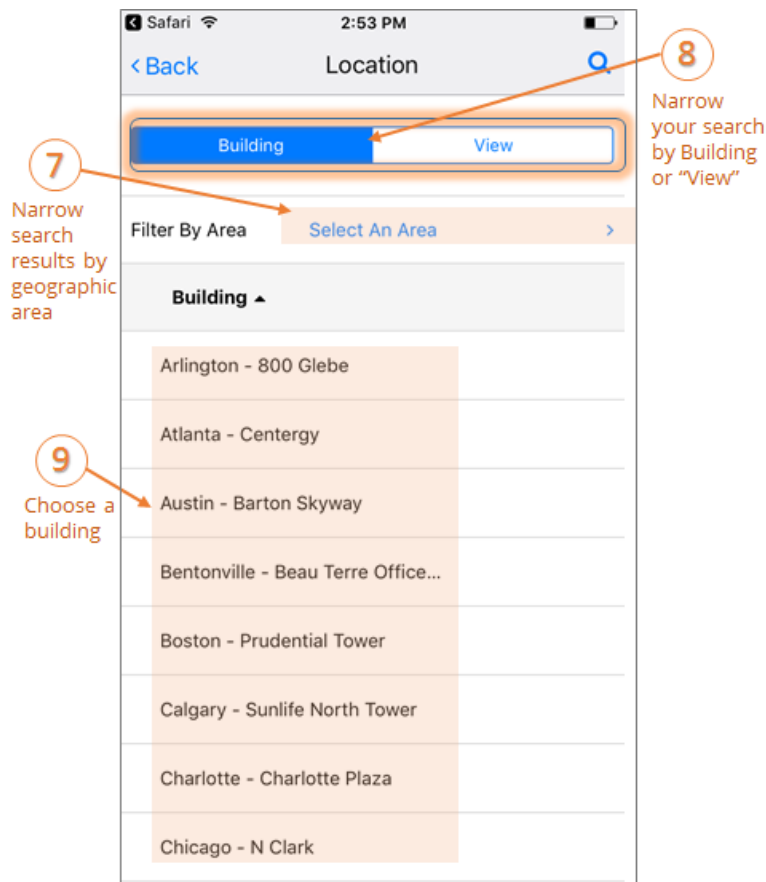 Safari 2:53 PM
< Back Location
8
Narrow
your search
by Building
or “View”
Building View
7
Narrow
search
results by
geographic
area
Filter By Area Select An Area >
Building
Arlington - 800 Glebe
Atlanta - Centergy
9
Choose a
building
Austin - Barton Skyway
Bentonville - Beau Terre Office...
Boston - Prudential Tower
Calgary - Sunlife North Tower
Charlotte - Charlotte Plaza
Chicago - N Clark